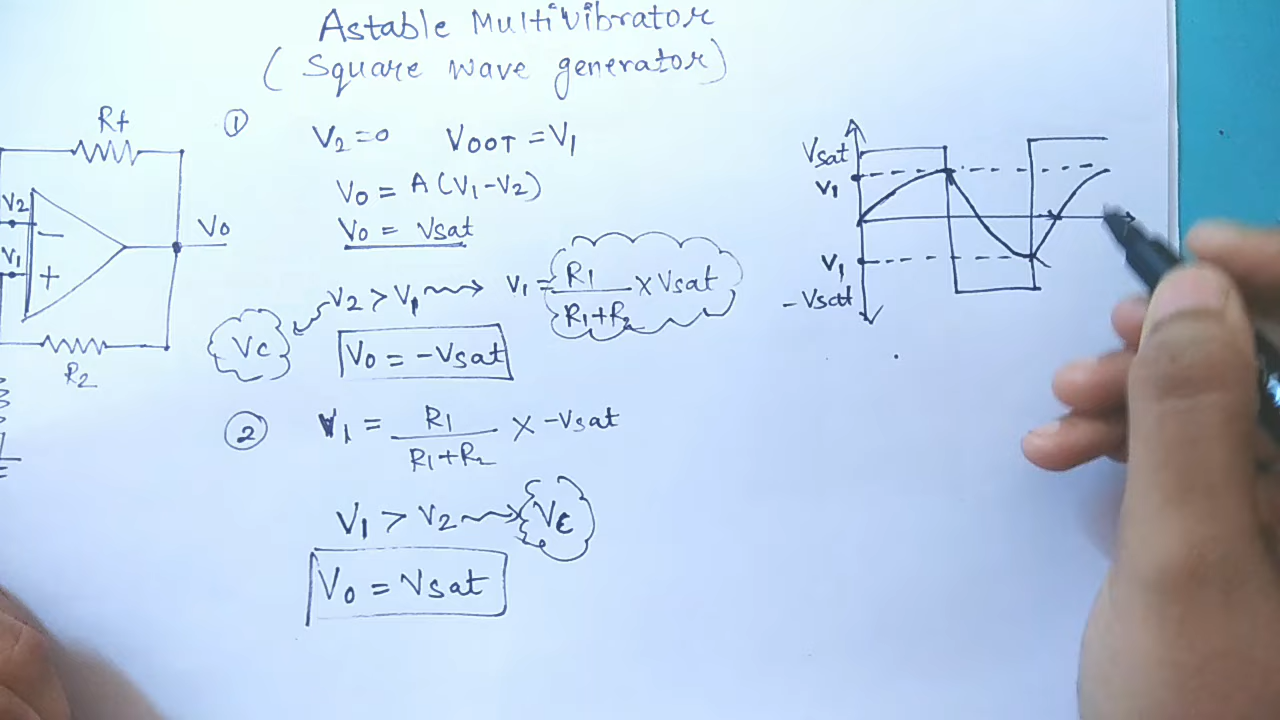 Astable Multivibrator
(Square wave generator)
Rf
V2
V1
−
+
Vo
R2
①
V2=0 VOOT=V1
Vo = A(V1-V2)
Vo = Vsat
V2 > V1 V1 = R1/R1+R2 x Vsat
Vc
Vo = -Vsat
②
V1 = R1/R1+R2 x -Vsat
V1 > V2 Vc
Vo = Vsat
Vsat
V1
V1
-Vsat